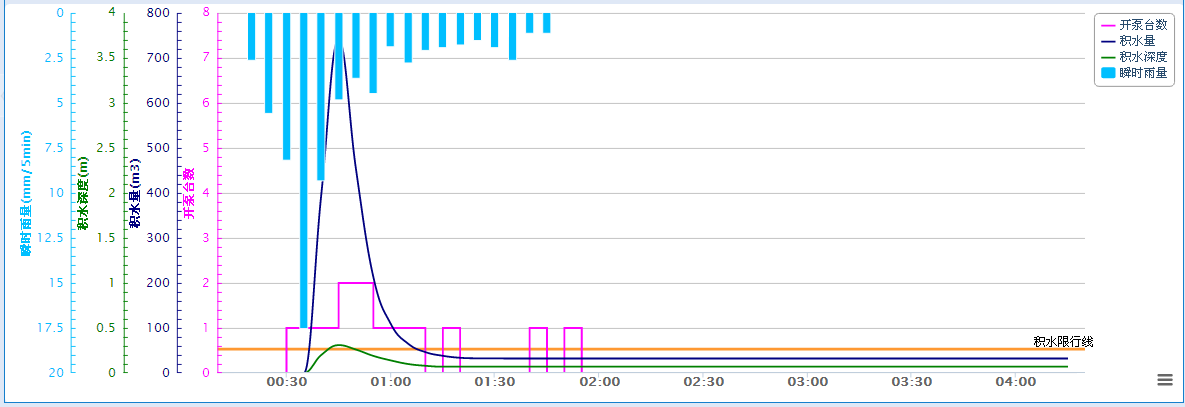 0 4 800 8
2.5 3.5 700 7
5 3 600 6
7.5 2.5 500 5
10 2 400 4
12.5 1.5 300 3
15 1 200 2
17.5 0.5 100 1
20 0 0 0
瞬时雨量(mm/5min)
积水深度(m)
积水量(m3)
开泵台数
开泵台数
积水量
积水深度
瞬时雨量
积水限行线
00:30 01:00 01:30 02:00 02:30 03:00 03:30 04:00